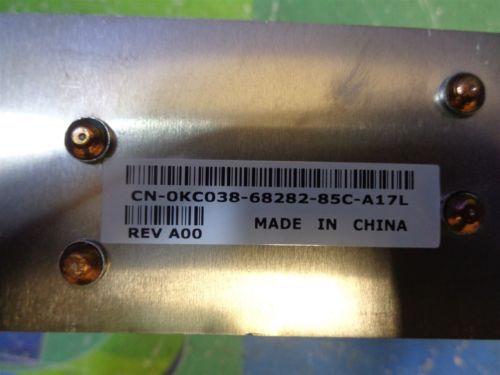 CN-0KC038-68282-85C-A17L
REV A00 MADE IN CHINA